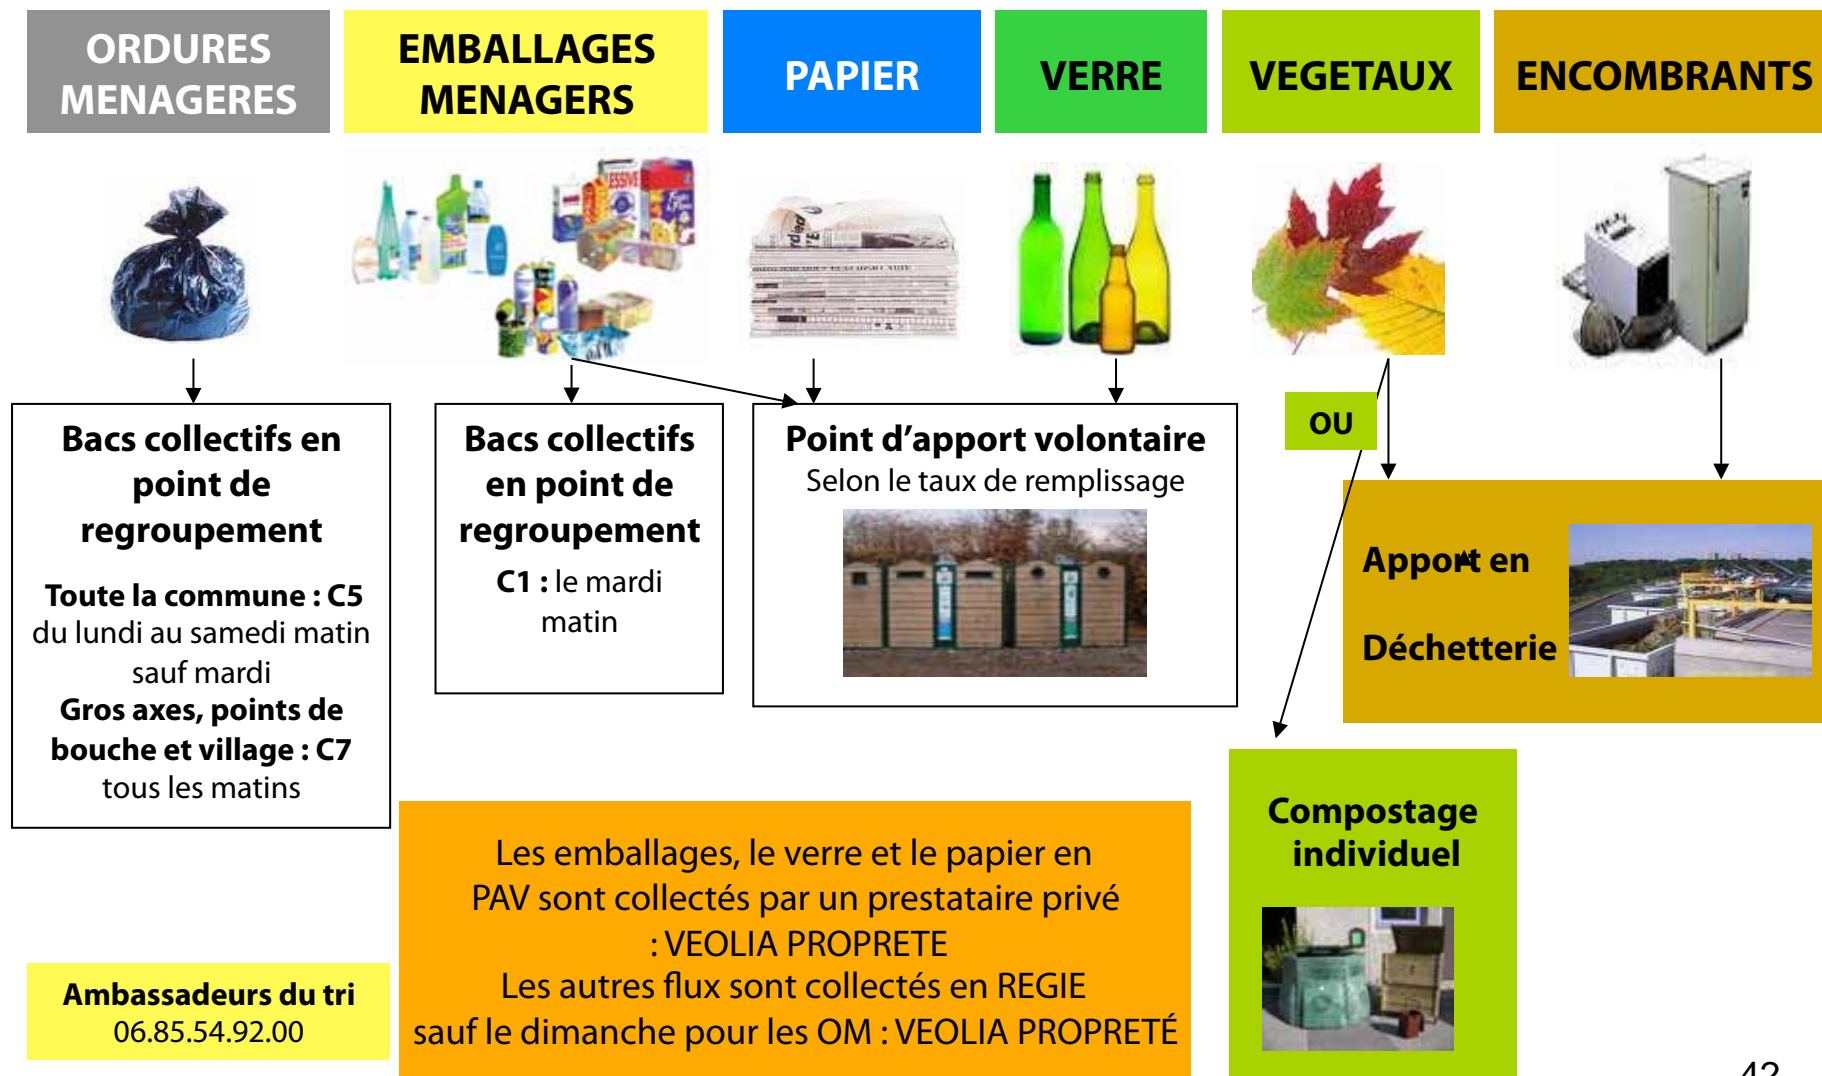 ORDURES
MENAGERES
EMBALLAGES
MENAGERS
PAPIER
VERRE
VEGETAUX
ENCOMBRANTS
Bacs collectifs en
point de
regroupement
Toute la commune : C5
du lundi au samedi matin
sauf mardi
Gros axes, points de
bouche et village : C7
tous les matins
Bacs collectifs
en point de
regroupement
C1 : le mardi
matin
Point d’apport volontaire
Selon le taux de remplissage
OU
Apport en
Déchetterie
Compostage
individuel
Les emballages, le verre et le papier en
PAV sont collectés par un prestataire privé
: VEOLIA PROPRETE
Les autres flux sont collectés en REGIE
sauf le dimanche pour les OM : VEOLIA PROPRETÉ
Ambassadeurs du tri
06.85.54.92.00
42